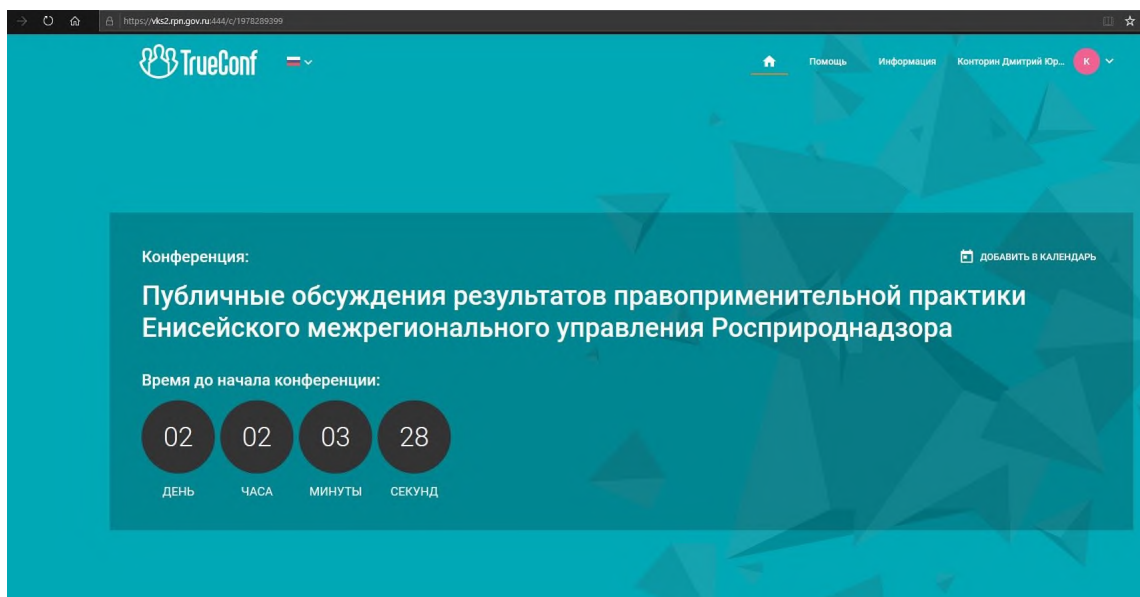 https://vks2.rpn.gov.ru:444/c/1978289399
TrueConf
Помощь
Информация
Конторин Дмитрий Юр...
К
Конференция:
ДОБАВИТЬ В КАЛЕНДАРЬ
Публичные обсуждения результатов правоприменительной практики
Енисейского межрегионального управления Росприроднадзора
Время до начала конференции:
02 02 03 28
ДЕНЬ ЧАСА МИНУТЫ СЕКУНД